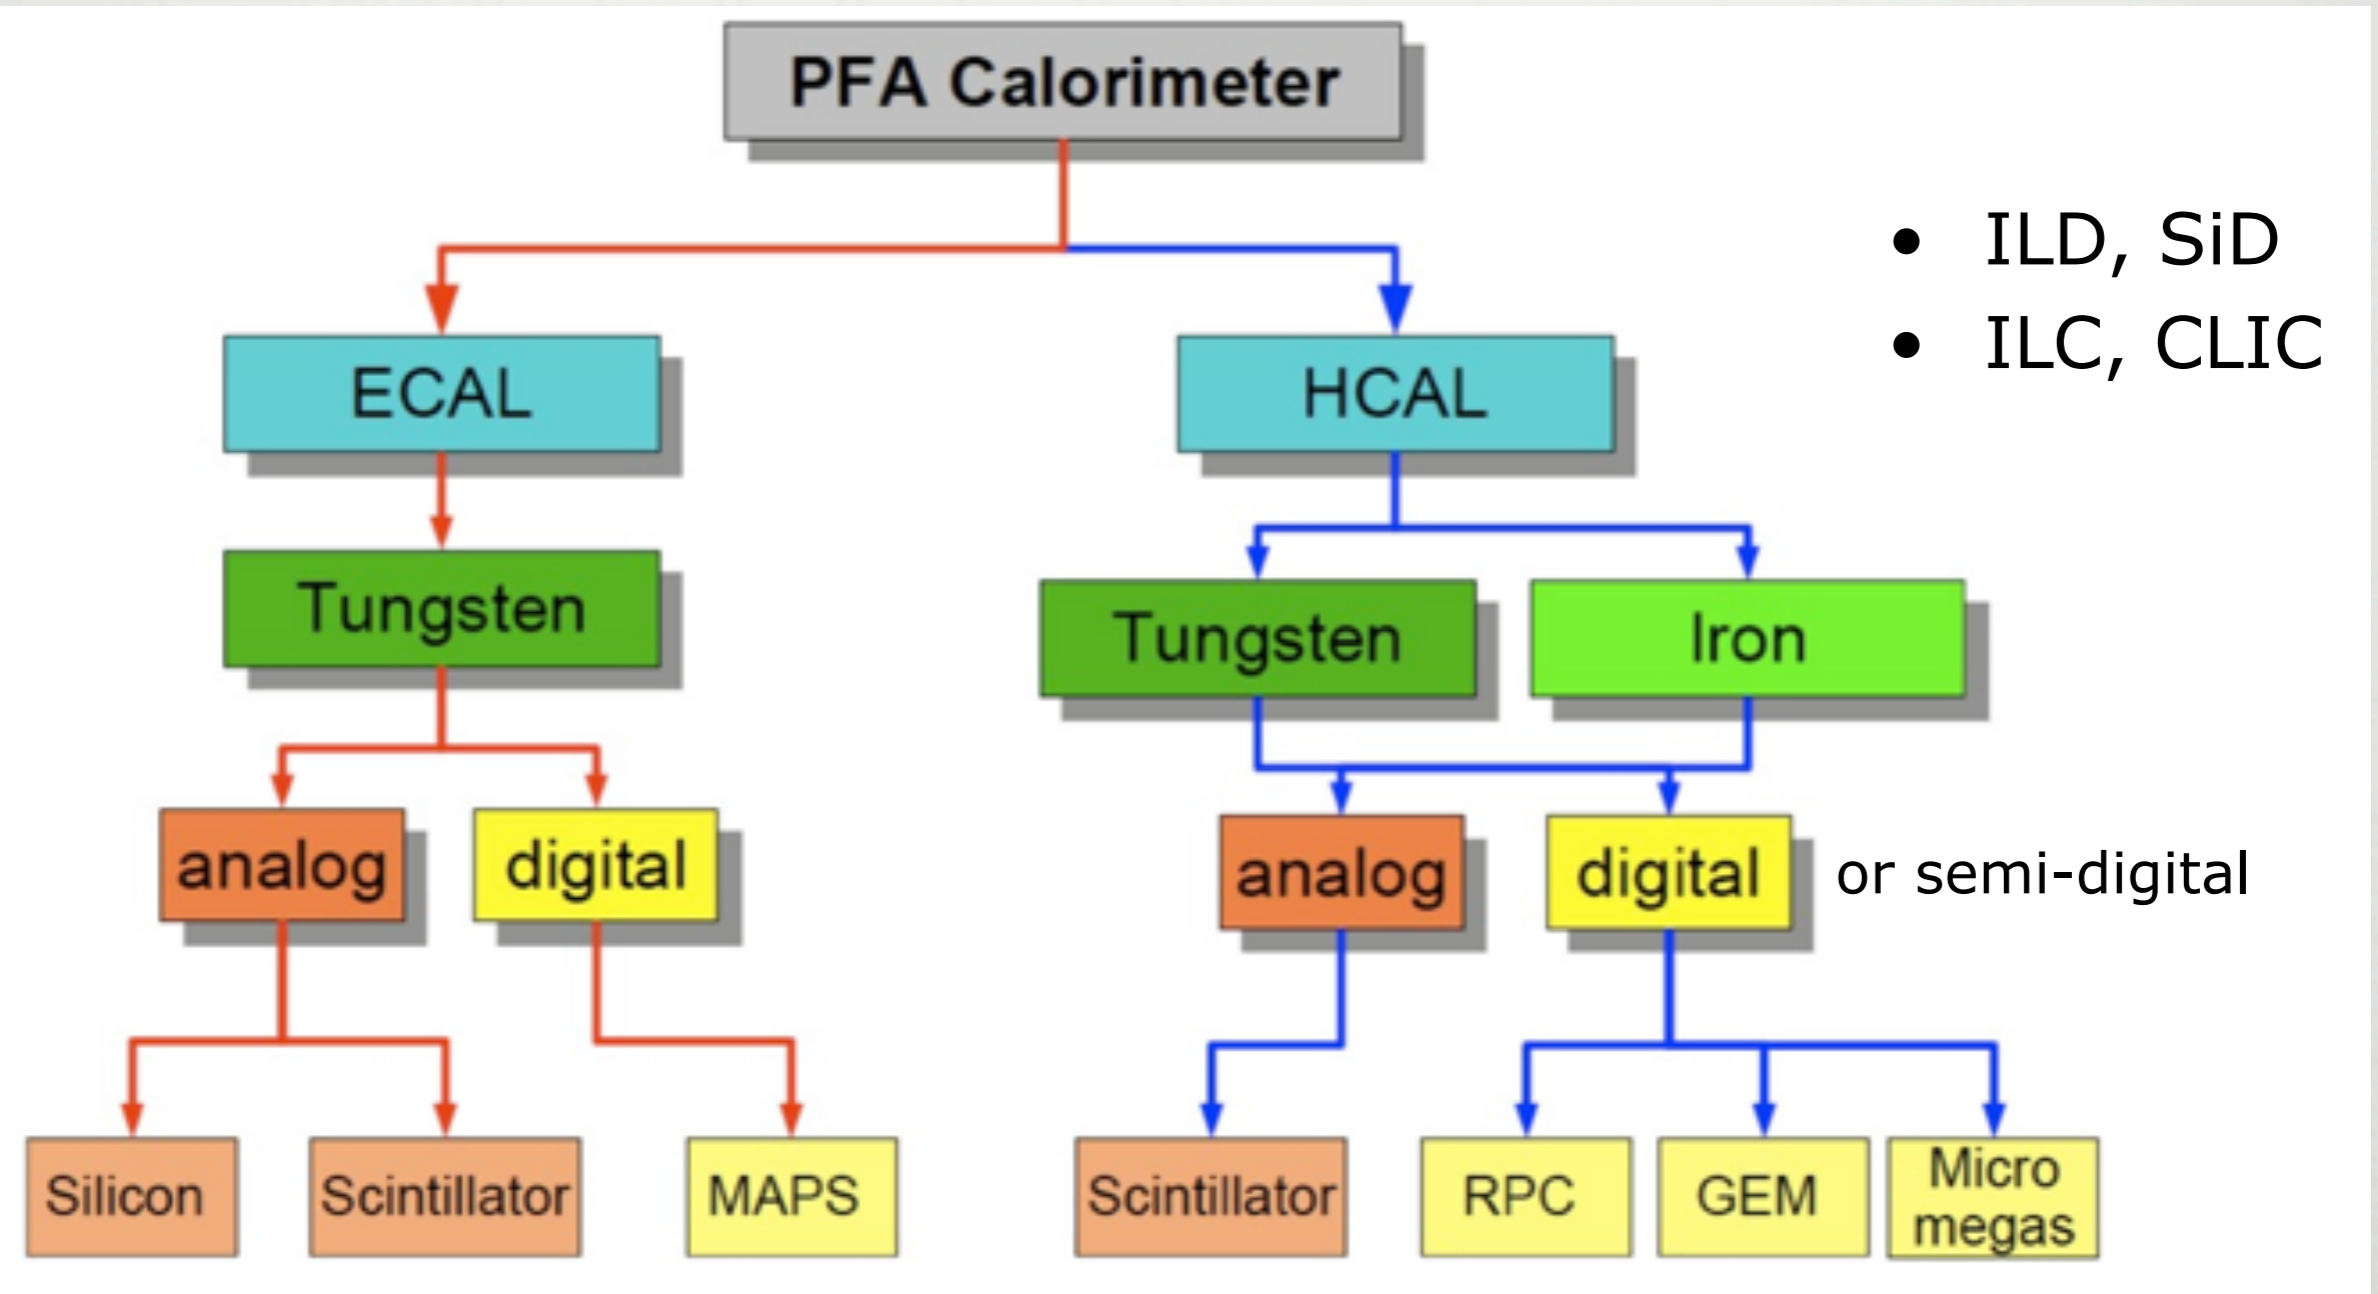 PFA Calorimeter
• ILD, SiD
• ILC, CLIC
ECAL
HCAL
Tungsten
Tungsten
Iron
analog
digital
analog
digital
or semi-digital
Silicon
Scintillator
MAPS
Scintillator
RPC
GEM
Micro
megas